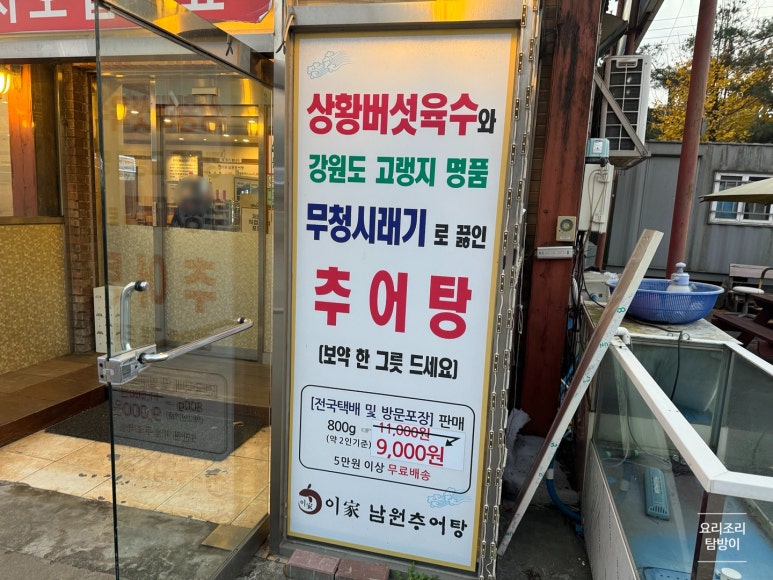 상황버섯육수와
강원도 고랭지 명품
무청시래기 로 끓인
추어탕
(보약 한 그릇 드세요)
[전국택배 및 방문포장] 판매
800g 11,000원
(약 2인기준) 9,000원
5만원 이상 무료배송
이家 이家 남원추어탕
추어
요리조리
탐방이